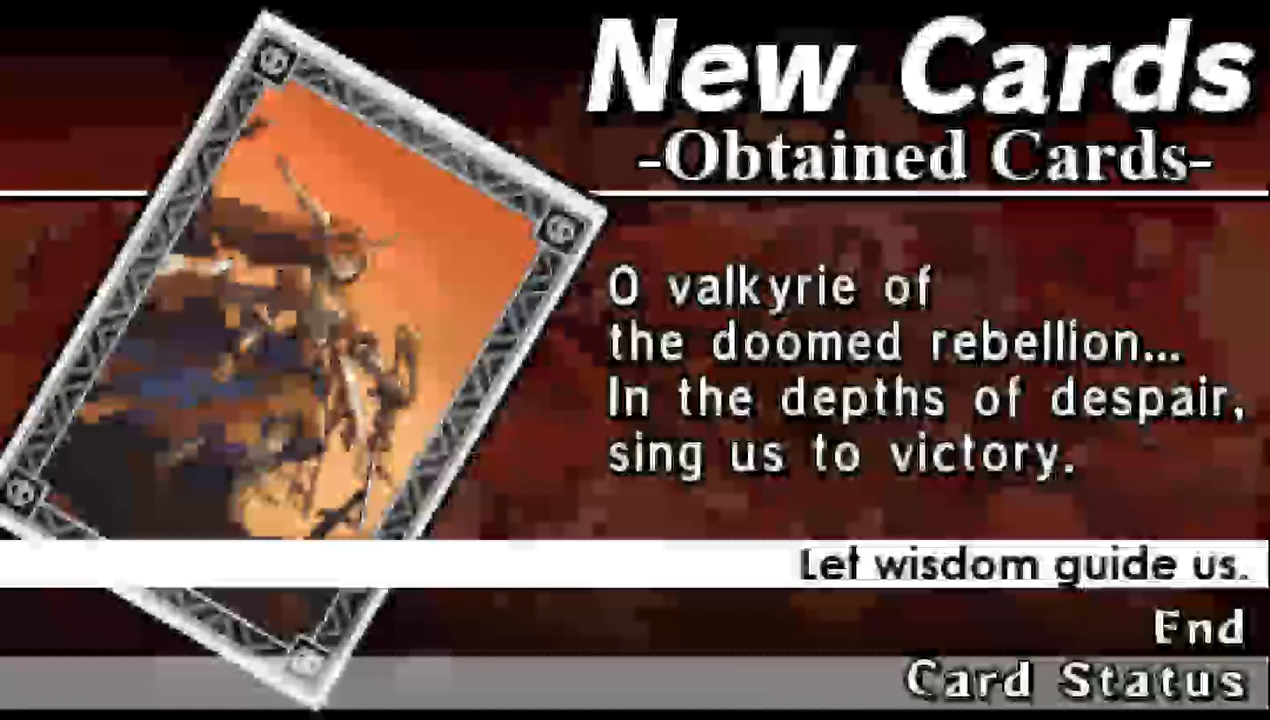 New Cards
-Obtained Cards-
O valkyrie of
the doomed rebellion...
In the depths of despair,
sing us to victory.
Let wisdom guide us.
End
Card Status